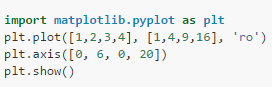 import matplotlib.pyplot as plt
plt.plot([1,2,3,4], [1,4,9,16], 'ro')
plt.axis([0, 6, 0, 20])
plt.show()